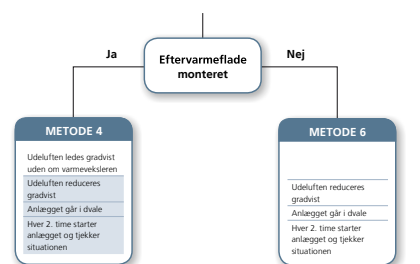 Ja
Eftervarmeflade
monteret
Nej
METODE 4
Udeluften ledes gradvist
uden om varmeveksleren
Udeluften reduceres
gradvist
Anlægget går i dvale
Hver 2. time starter
anlægget og tjekker
situationen
METODE 6
Udeluften reduceres
gradvist
Anlægget går i dvale
Hver 2. time starter
anlægget og tjekker
situationen